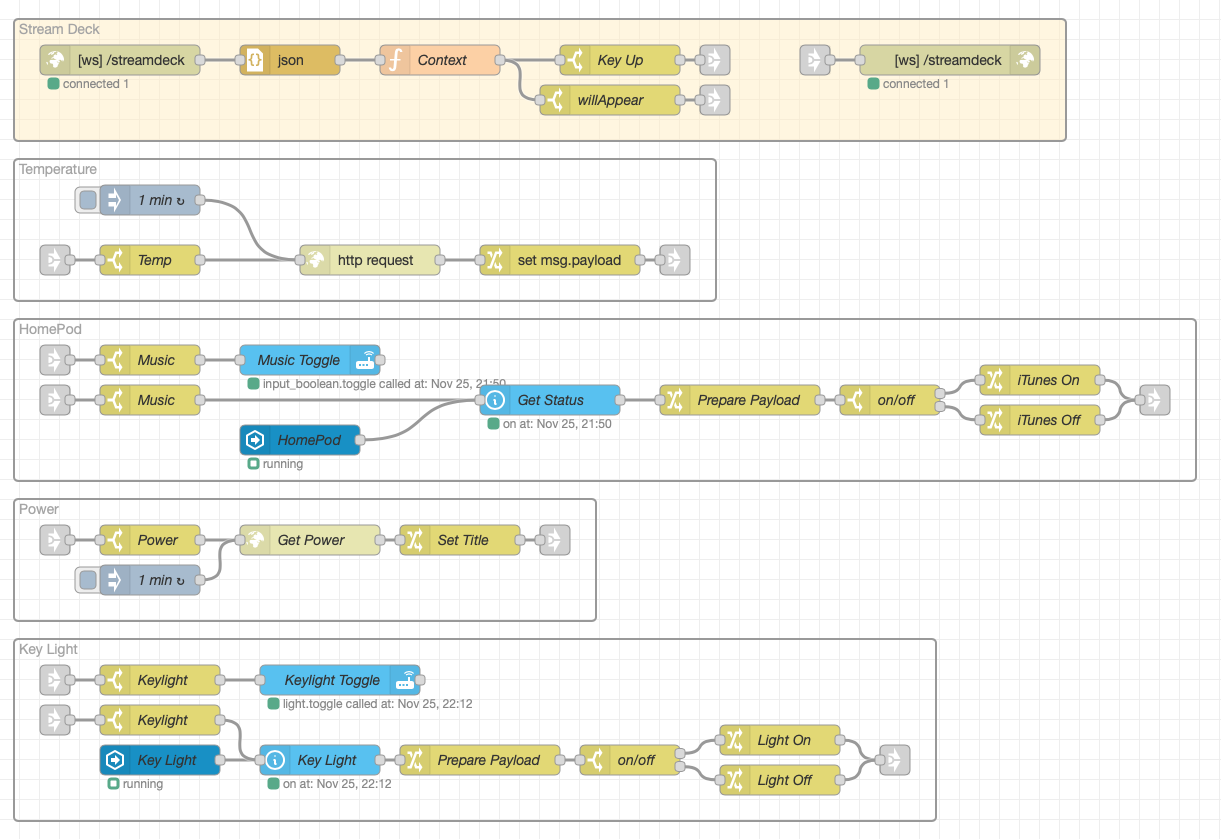 Stream Deck
[ws] /streamdeck
json
Context
Key Up
[ws] /streamdeck
connected 1
connected 1
willAppear
Temperature
1 min ↻
Temp
http request
set msg.payload
HomePod
Music
Music Toggle
input_boolean.toggle called at: Nov 25, 21:50
iTunes On
Music
Get Status
Prepare Payload
on/off
iTunes Off
on at: Nov 25, 21:50
HomePod
running
Power
Power
Get Power
Set Title
1 min ↻
Key Light
Keylight
Keylight Toggle
light.toggle called at: Nov 25, 22:12
Keylight
Light On
Key Light
Key Light
Prepare Payload
on/off
Light Off
running
on at: Nov 25, 22:12